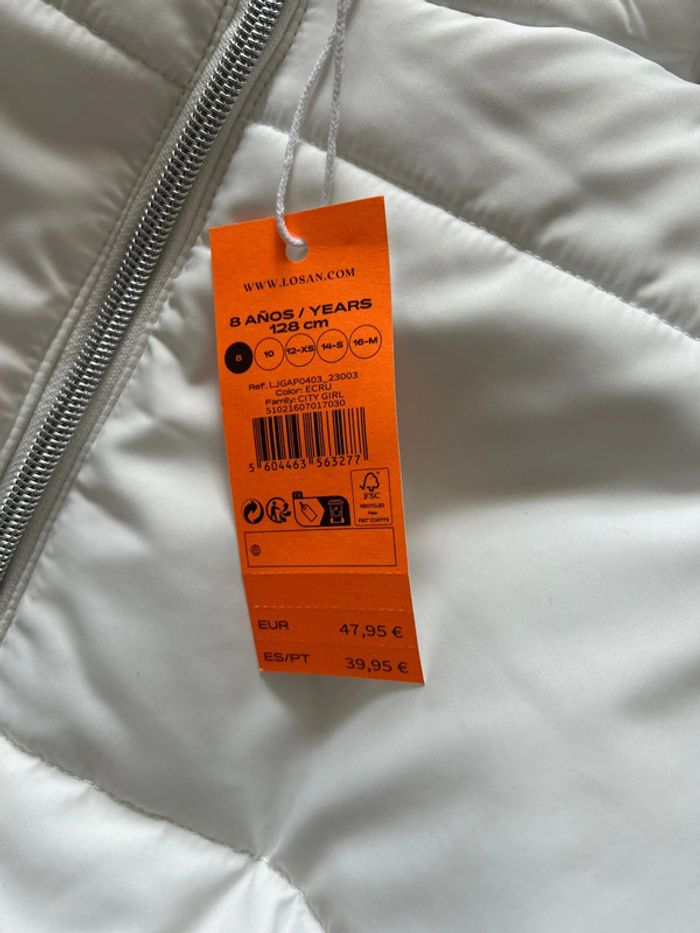 WWW.LOSAN.COM
8 AÑOS / YEARS
128 cm
8 10 12-XS 14-S 16-M
Ref. LJGAP0403_23003
Color: ECRU
Family: CITY GIRL
51021607017030
5 604463 563277
FSC
RECYCLED
EUR 47,95 €
ES/PT 39,95 €